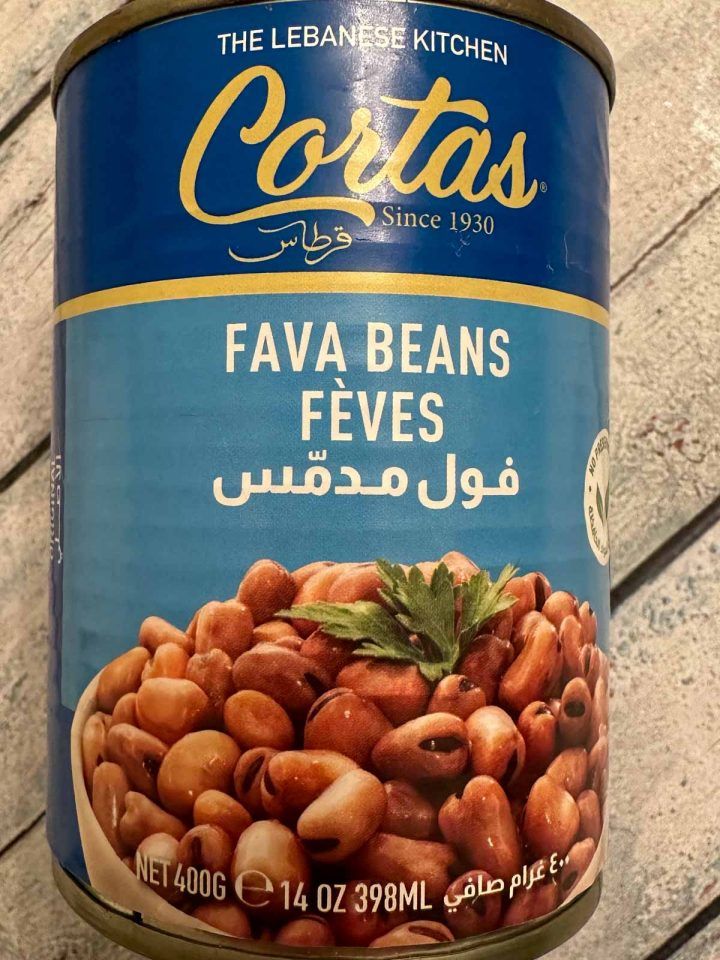 THE LEBANESE KITCHEN
Cortas®
Since 1930
قرطاس
FAVA BEANS
FÈVES
فول مدمّس
NO
NET 400G ℮ 14 OZ 398ML ٤٠٠ غرام صافي